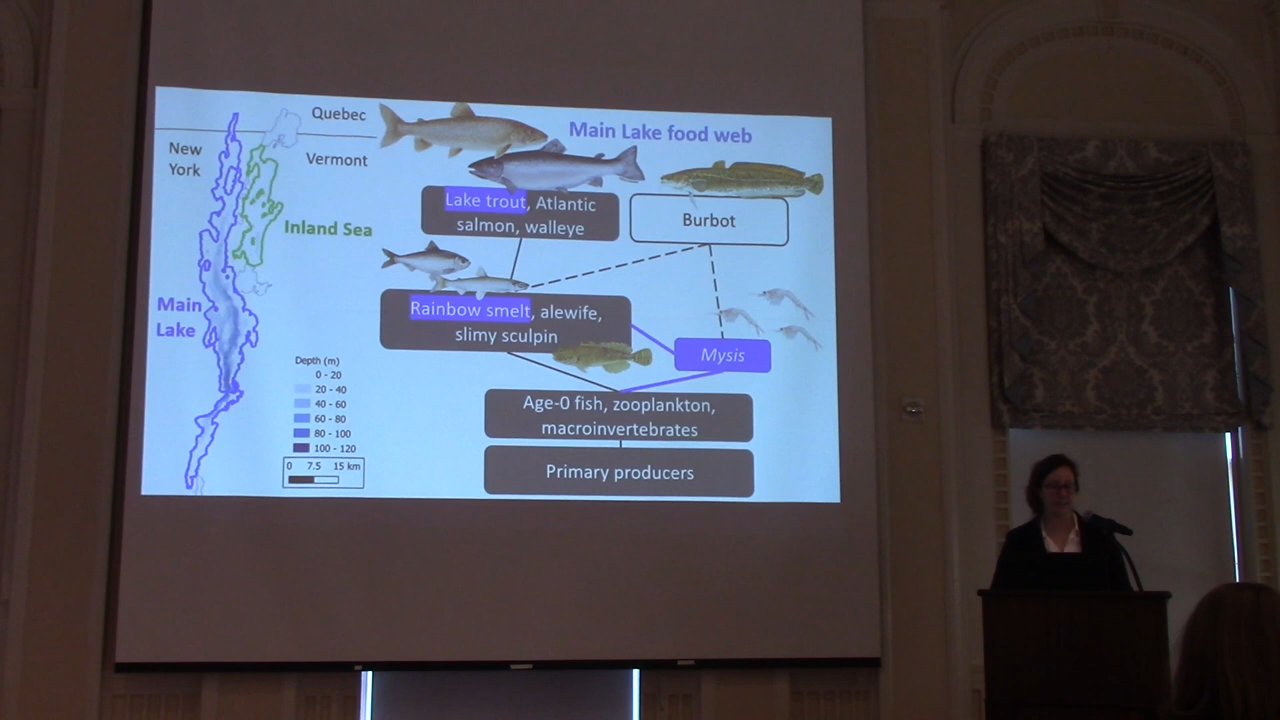 Quebec
New
York
Vermont
Main Lake food web
Inland Sea
Main
Lake
Lake trout, Atlantic
salmon, walleye
Burbot
Rainbow smelt, alewife,
slimy sculpin
Mysis
Age-0 fish, zooplankton,
macroinvertebrates
Primary producers
Depth (m)
0 - 20
20 - 40
40 - 60
60 - 80
80 - 100
100 - 120
0 7.5 15 km